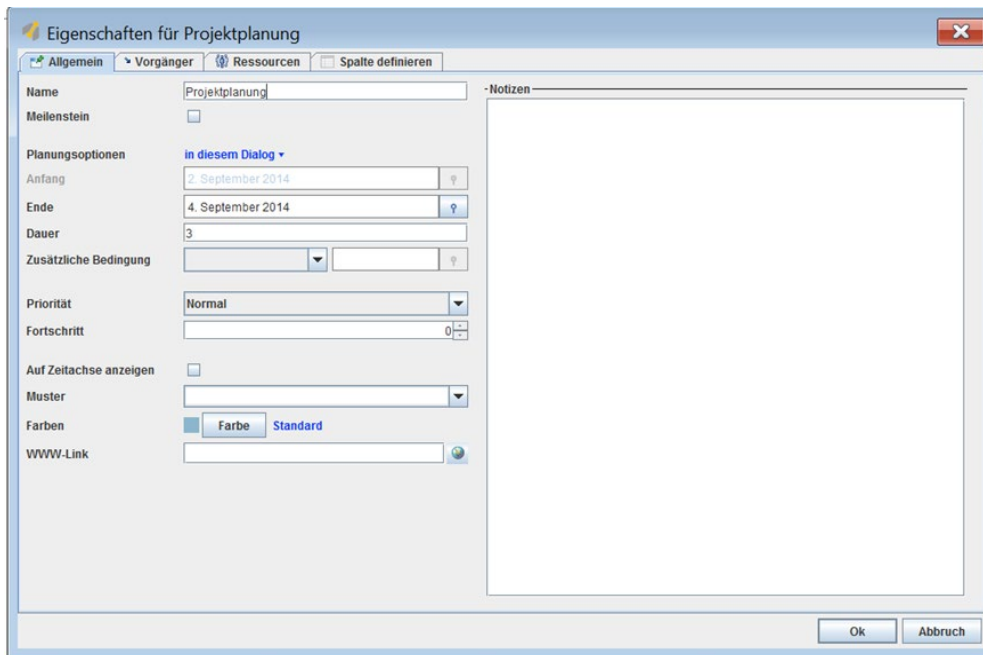 Eigenschaften für Projektplanung
Allgemein Vorgänger Ressourcen Spalte definieren
Name Projektplanung
Meilenstein
Planungsoptionen in diesem Dialog
Anfang 2. September 2014
Ende 4. September 2014
Dauer 3
Zusätzliche Bedingung
Priorität Normal
Fortschritt 0
Auf Zeitachse anzeigen
Muster
Farben Farbe Standard
WWW-Link
Notizen
Ok Abbruch